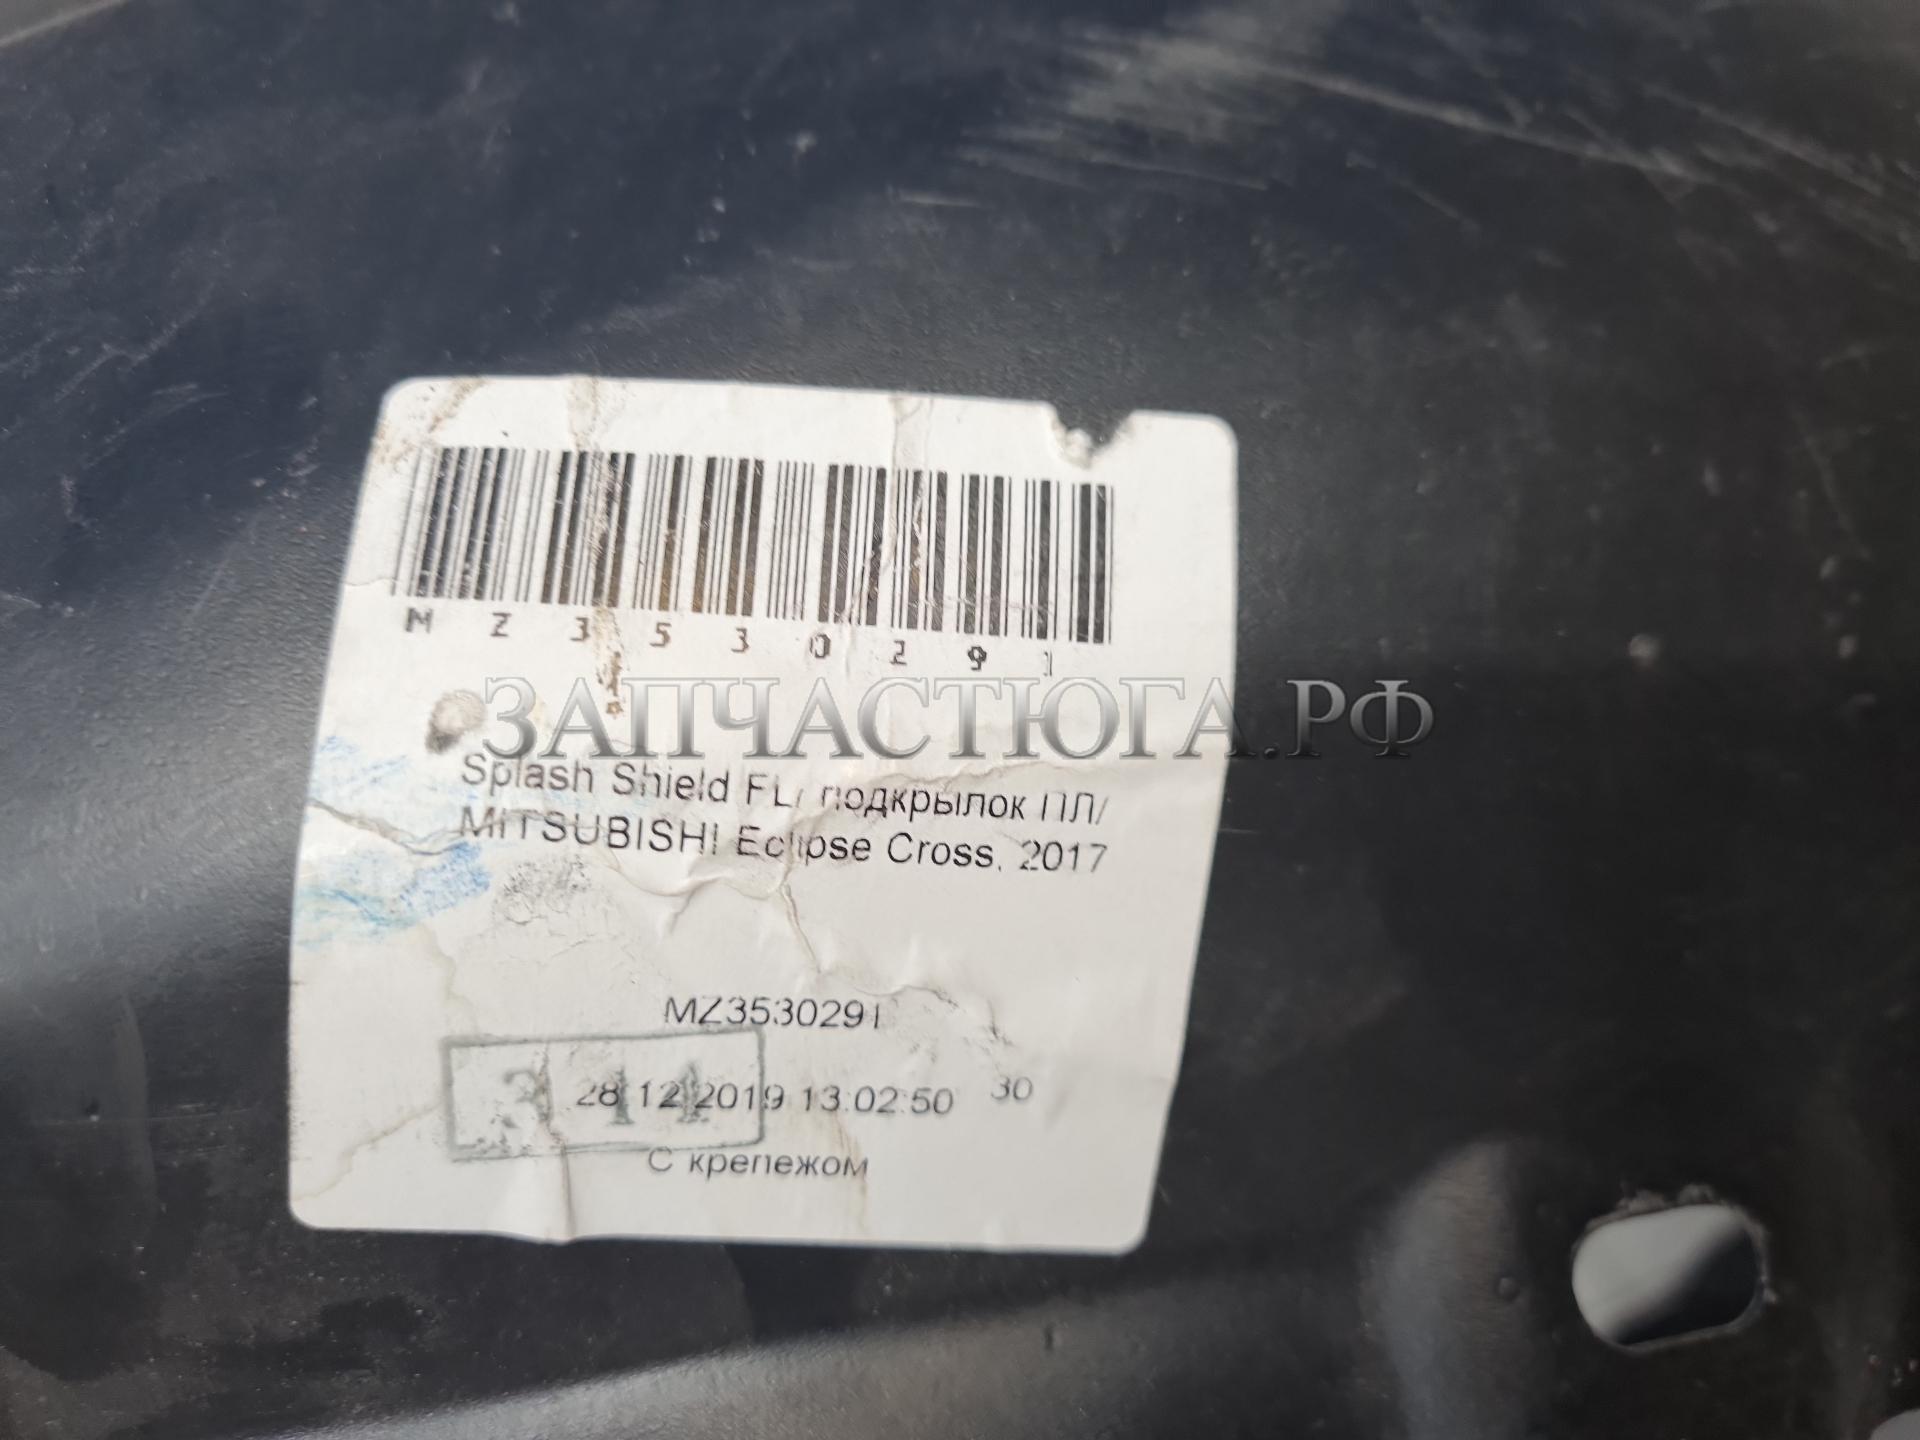 MZ3530291
ЗАПЧАСТЮГА.РФ
Splash Shield FL/ подкрылок ПЛ/
MITSUBISHI Eclipse Cross, 2017
MZ3530291
28.12.2019 13:02:50 30
С крепежом